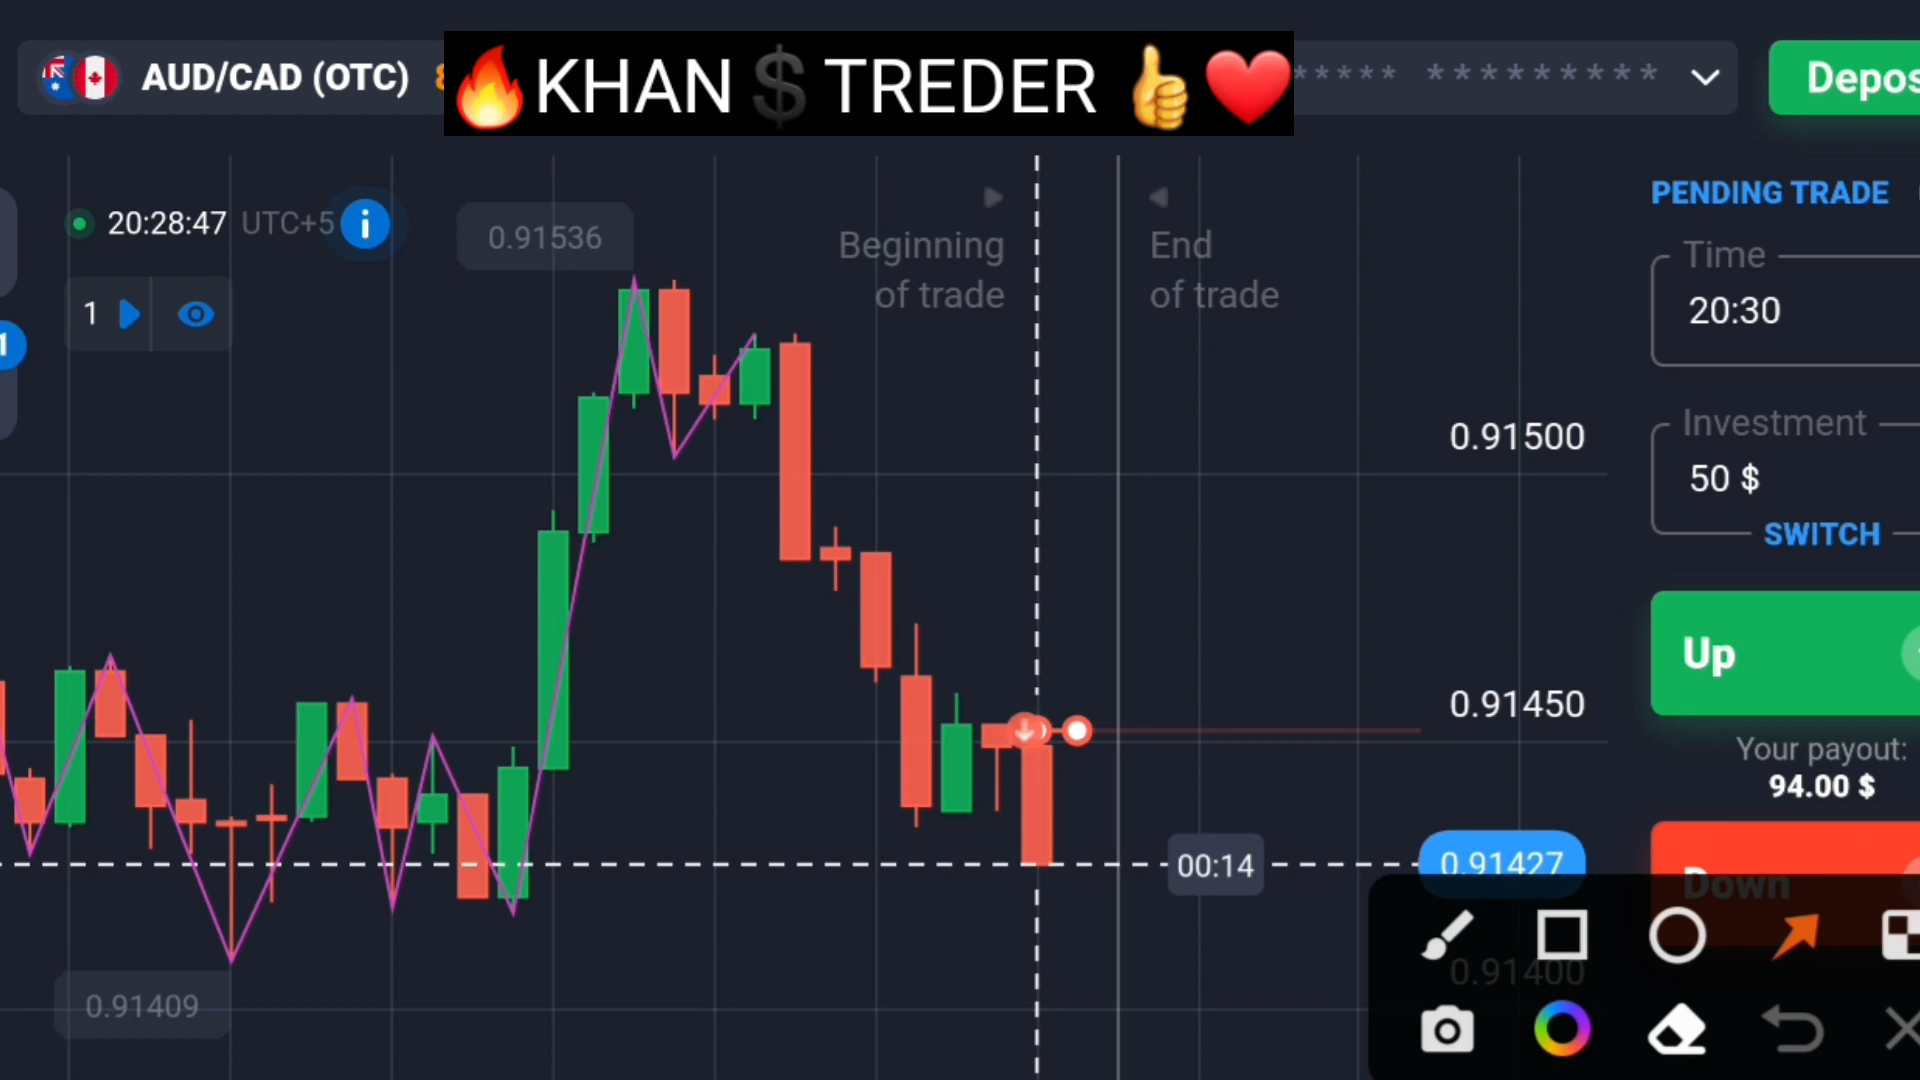 AUD/CAD (OTC)
🔥KHAN $ TREDER 👍❤️
***** *********
20:28:47 UTC+5
0.91536
Beginning
of trade
End
of trade
PENDING TRADE
Time
20:30
1
1
0.91500
Investment
50 $
SWITCH
Up
0.91450
Your payout:
94.00 $
00:14
0.91427
Down
0.91400
0.91409